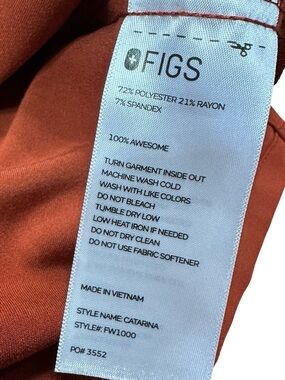 FIGS
72% POLYESTER 21% RAYON
7% SPANDEX
100% AWESOME
TURN GARMENT INSIDE OUT
MACHINE WASH COLD
WASH WITH LIKE COLORS
DO NOT BLEACH
TUMBLE DRY LOW
LOW HEAT IRON IF NEEDED
DO NOT DRY CLEAN
DO NOT USE FABRIC SOFTENER
MADE IN VIETNAM
STYLE NAME: CATARINA
STYLE#: FW1000
PO# 3552